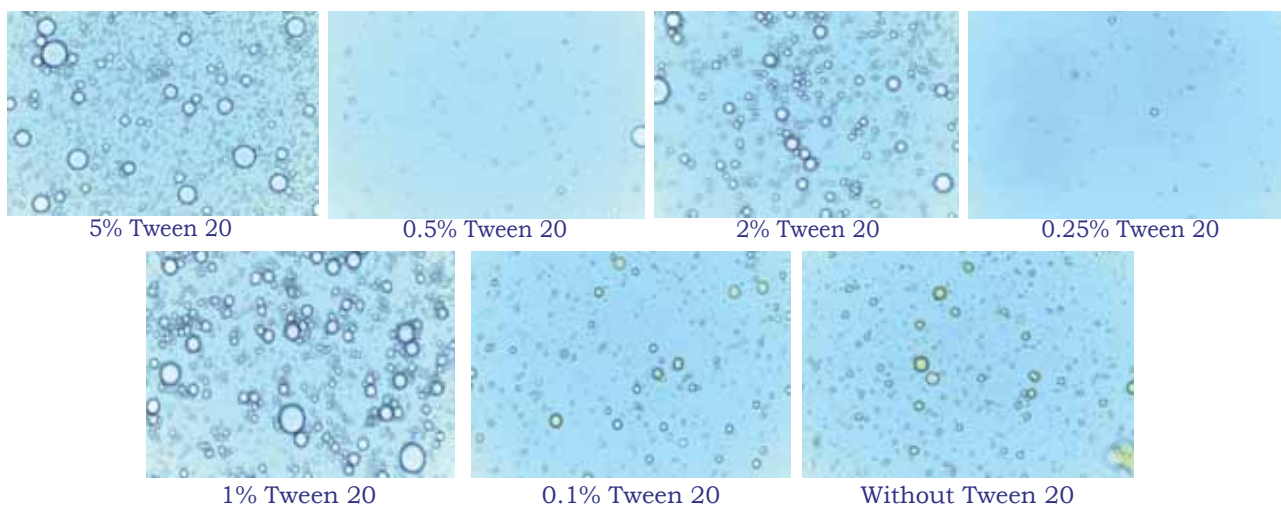 5% Tween 20
0.5% Tween 20
2% Tween 20
0.25% Tween 20
1% Tween 20
0.1% Tween 20
Without Tween 20